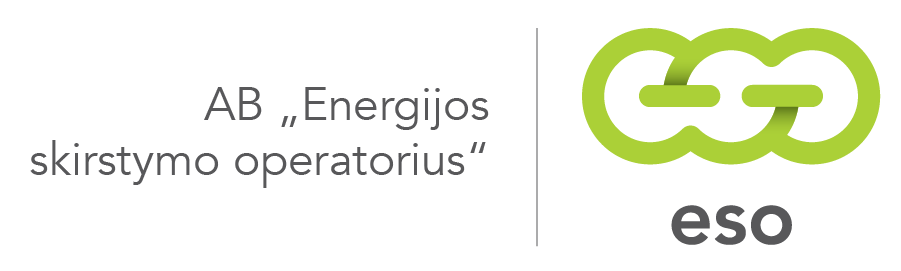 AB „Energijos
skirstymo operatorius“
eso